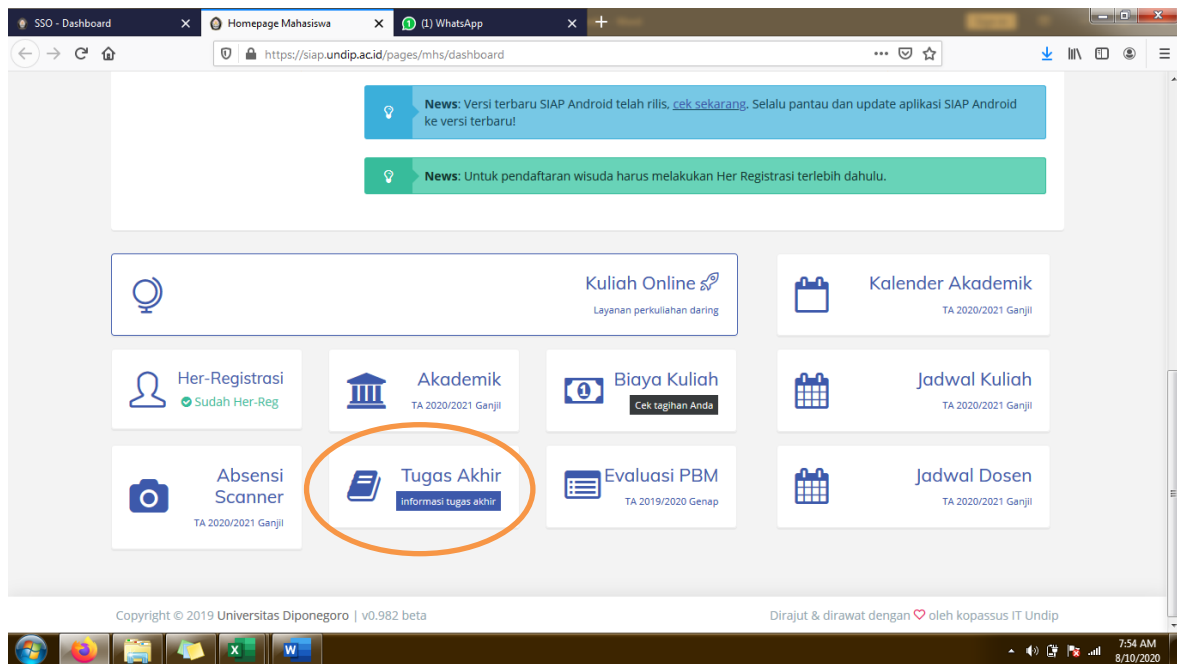 SSO - Dashboard
Homepage Mahasiswa
(1) WhatsApp
https://siap.undip.ac.id/pages/mhs/dashboard
News: Versi terbaru SIAP Android telah rilis, cek sekarang. Selalu pantau dan update aplikasi SIAP Android
ke versi terbaru!
News: Untuk pendaftaran wisuda harus melakukan Her Registrasi terlebih dahulu.
Kuliah Online
Layanan perkuliahan daring
Kalender Akademik
TA 2020/2021 Ganjil
Her-Registrasi
Sudah Her-Reg
Akademik
TA 2020/2021 Ganjil
Biaya Kuliah
Cek tagihan Anda
Jadwal Kuliah
TA 2020/2021 Ganjil
Absensi
Scanner
TA 2020/2021 Ganjil
Tugas Akhir
informasi tugas akhir
Evaluasi PBM
TA 2019/2020 Genap
Jadwal Dosen
TA 2020/2021 Ganjil
Copyright © 2019 Universitas Diponegoro | v0.982 beta
Dirajut & dirawat dengan ♡ oleh kopassus IT Undip
7:54 AM
8/10/2020